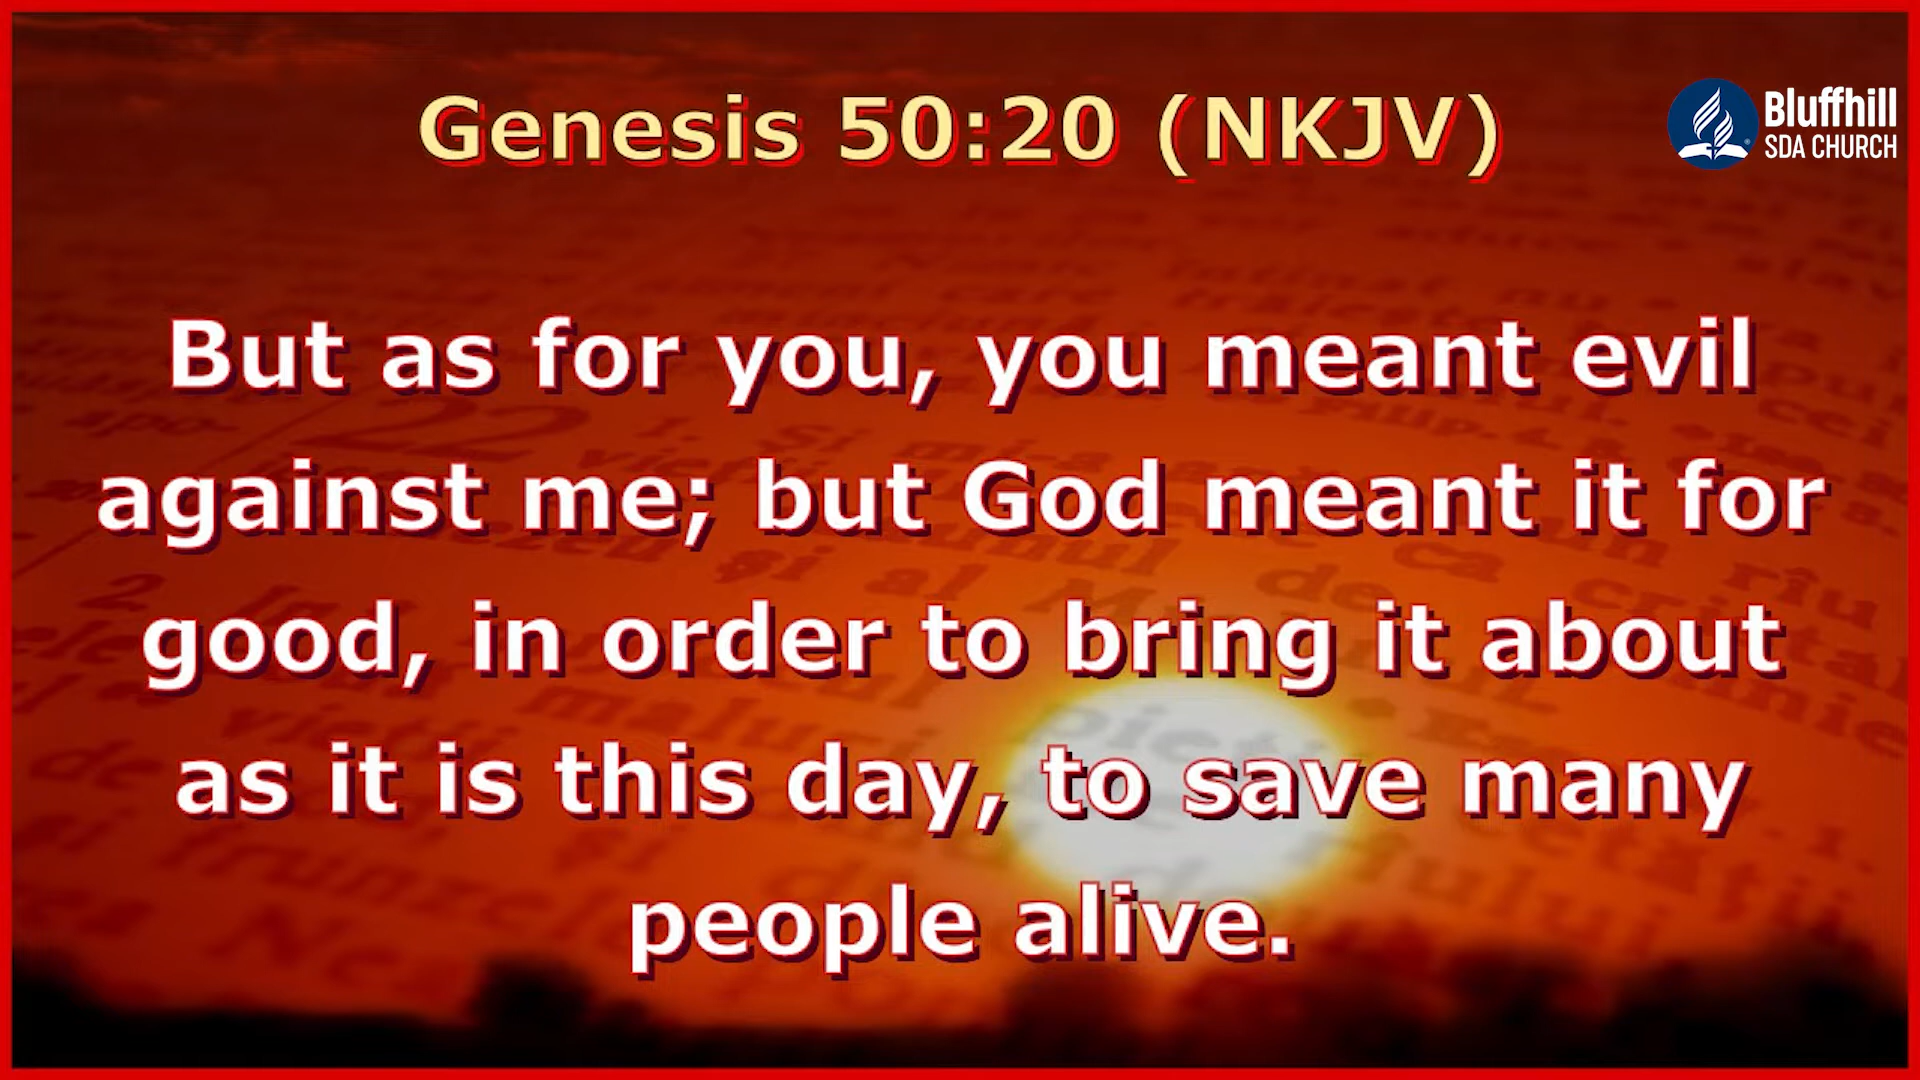 Genesis 50:20 (NKJV)
Bluffhill
SDA CHURCH
But as for you, you meant evil
against me; but God meant it for
good, in order to bring it about
as it is this day, to save many
people alive.